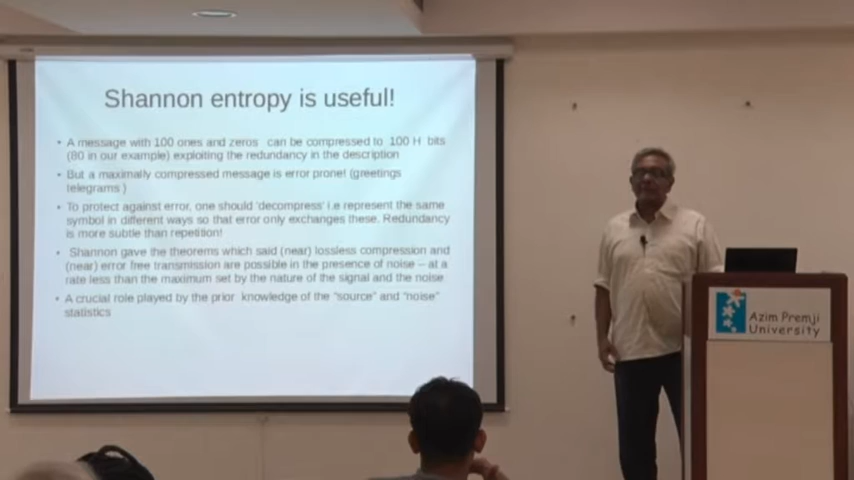 Shannon entropy is useful!
• A message with 100 ones and zeros can be compressed to 100 H bits
(80 in our example) exploiting the redundancy in the description
• But a maximally compressed message is error prone! (greetings
telegrams )
• To protect against error, one should 'decompress' i.e represent the same
symbol in different ways so that error only exchanges these. Redundancy
is more subtle than repetition!
• Shannon gave the theorems which said (near) lossless compression and
(near) error free transmission are possible in the presence of noise – at a
rate less than the maximum set by the nature of the signal and the noise
• A crucial role played by the prior knowledge of the "source" and "noise"
statistics
Azim Premji
University